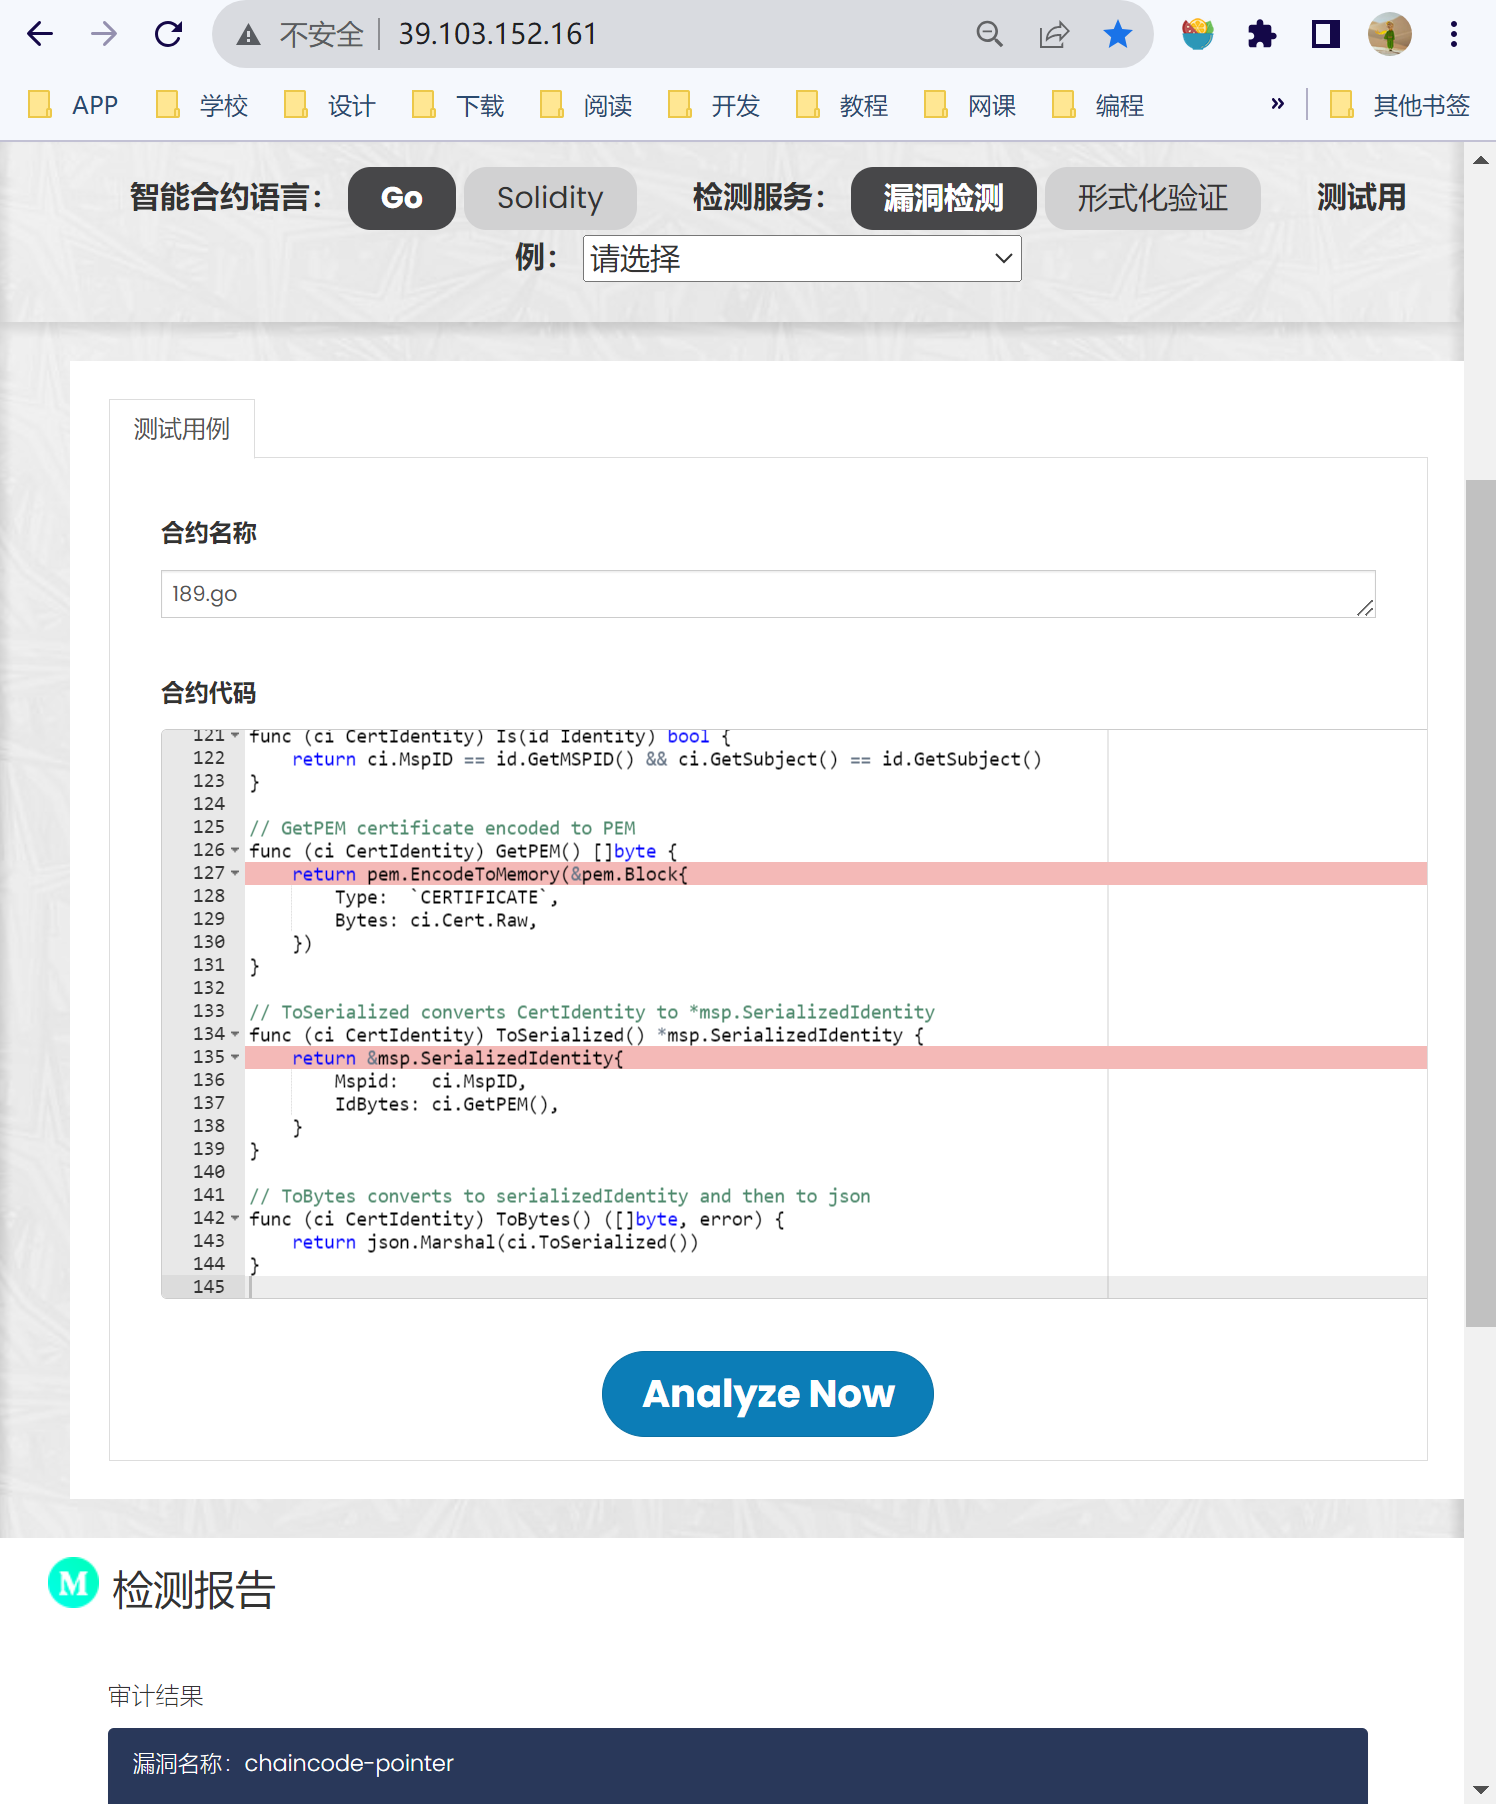 不安全 39.103.152.161
APP 学校 设计 下载 阅读 开发 教程 网课 编程 » 其他书签
智能合约语言： Go Solidity 检测服务： 漏洞检测 形式化验证 测试用
例： 请选择
测试用例
合约名称
189.go
合约代码
121 func (ci CertIdentity) Is(id Identity) bool {
122     return ci.MspID == id.GetMSPID() && ci.GetSubject() == id.GetSubject()
123 }
124
125 // GetPEM certificate encoded to PEM
126 func (ci CertIdentity) GetPEM() []byte {
127     return pem.EncodeToMemory(&pem.Block{
128         Type:  `CERTIFICATE`,
129         Bytes: ci.Cert.Raw,
130     })
131 }
132
133 // ToSerialized converts CertIdentity to *msp.SerializedIdentity
134 func (ci CertIdentity) ToSerialized() *msp.SerializedIdentity {
135     return &msp.SerializedIdentity{
136         Mspid:   ci.MspID,
137         IdBytes: ci.GetPEM(),
138     }
139 }
140
141 // ToBytes converts to serializedIdentity and then to json
142 func (ci CertIdentity) ToBytes() ([]byte, error) {
143     return json.Marshal(ci.ToSerialized())
144 }
145
Analyze Now
M 检测报告
审计结果
漏洞名称：chaincode-pointer